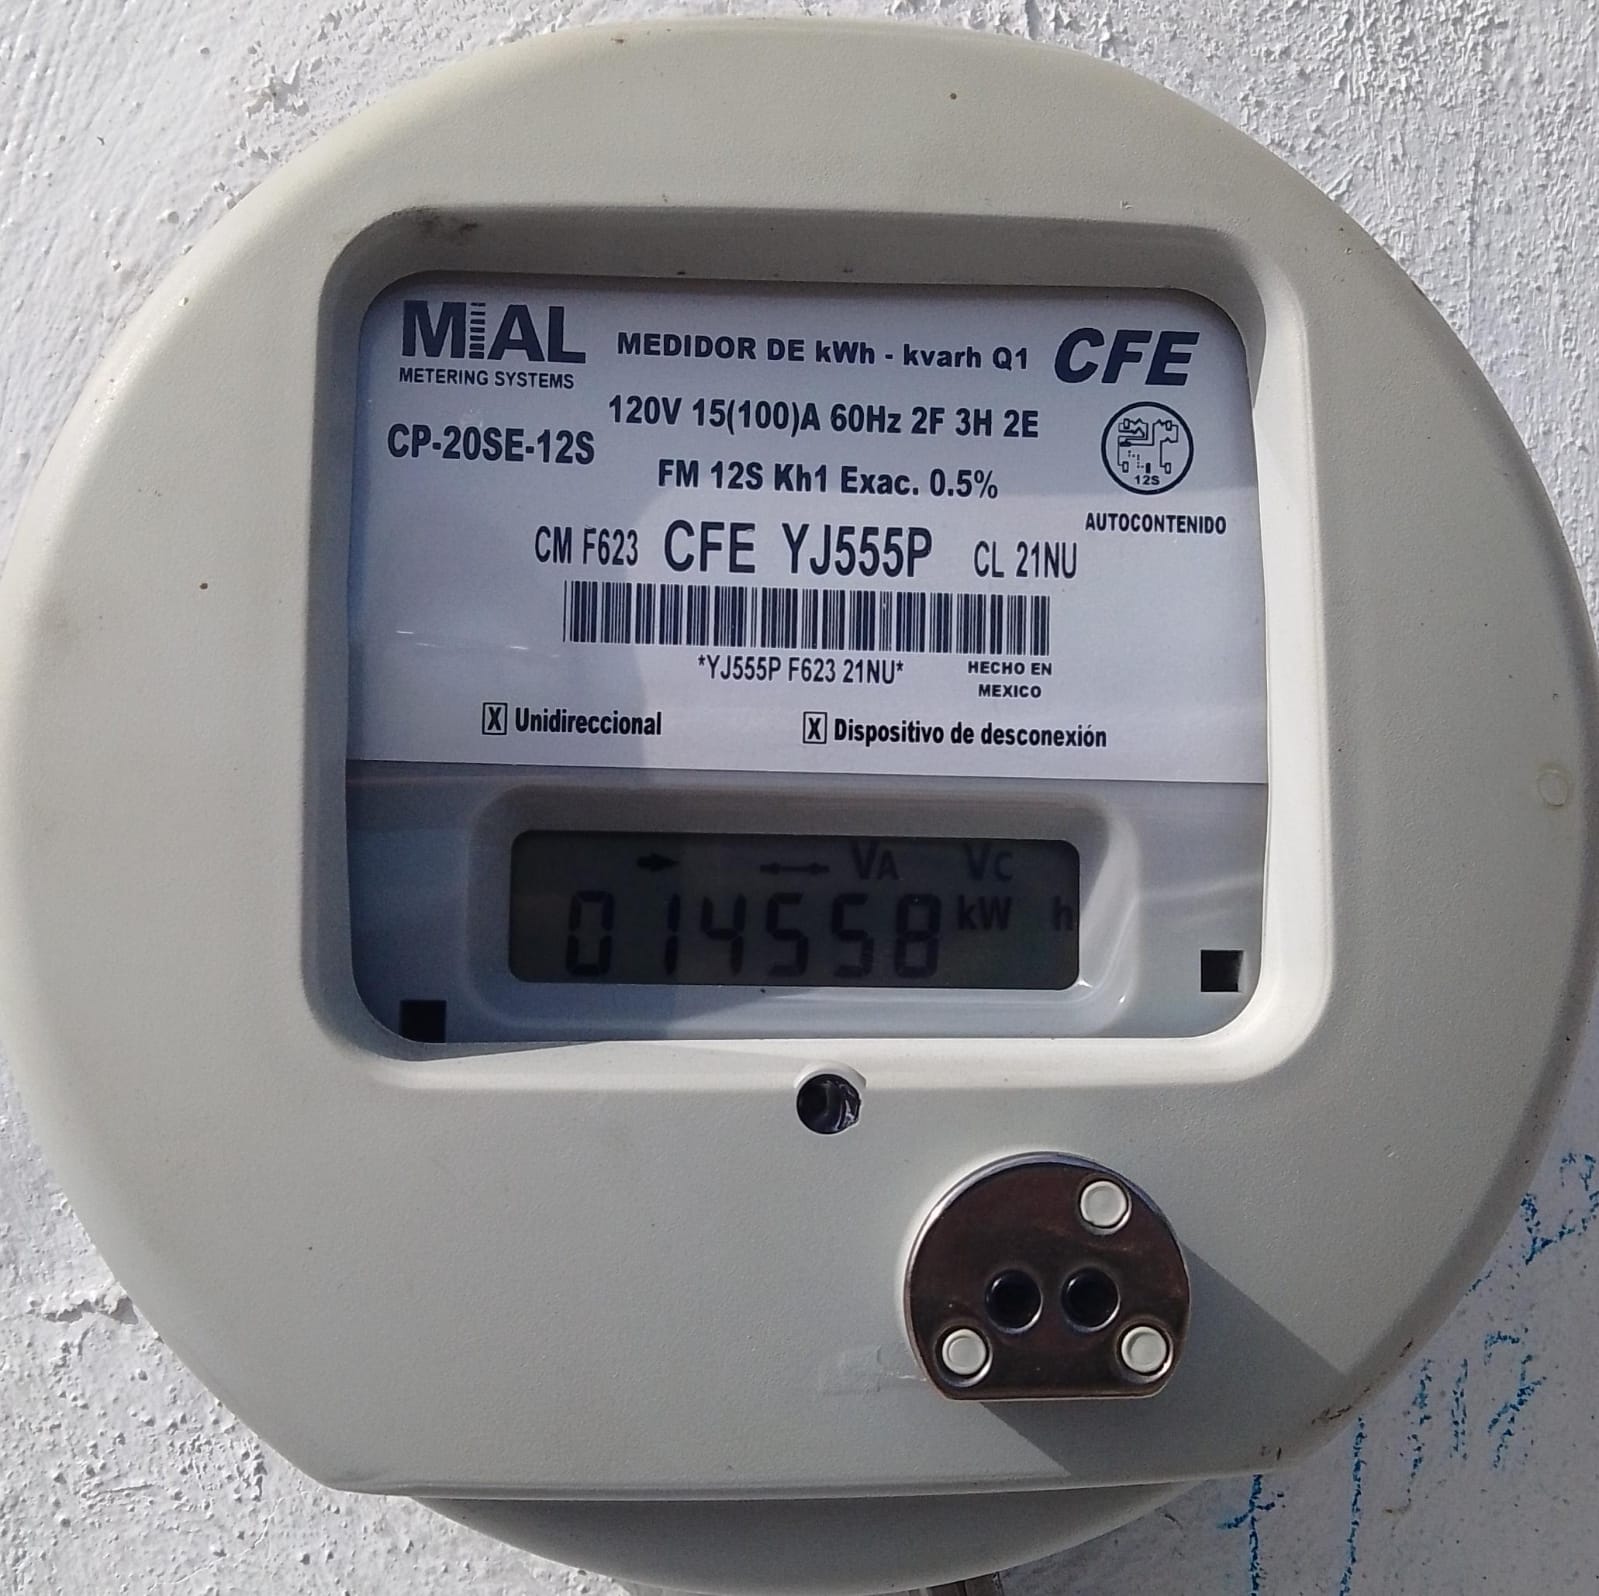 MIAL
METERING SYSTEMS
MEDIDOR DE kWh - kvarh Q1
CFE
120V 15(100)A 60Hz 2F 3H 2E
CP-20SE-12S
FM 12S Kh1 Exac. 0.5%
12S
AUTOCONTENIDO
CM F623 CFE YJ555P CL 21NU
*YJ555P F623 21NU*
HECHO EN
MEXICO
X Unidireccional
X Dispositivo de desconexión
VA VC
014558 kW h